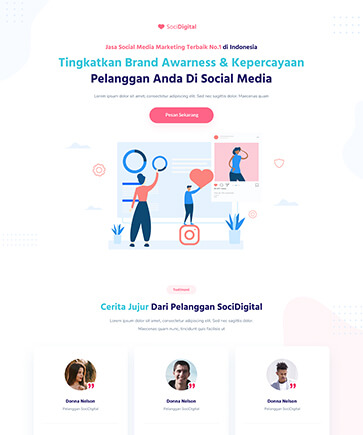 SociDigital
Jasa Social Media Marketing Terbaik No.1 di Indonesia
Tingkatkan Brand Awarness & Kepercayaan
Pelanggan Anda Di Social Media
Lorem ipsum dolor sit amet, consectetur adipiscing elit. Sed nec sagittis dolor. Maecenas quam
Pesan Sekarang
Testimoni
Cerita Jujur Dari Pelanggan SociDigital
Lorem ipsum dolor sit amet, consectetur adipiscing elit. Sed nec sagittis dolor.
Maecenas quam nunc, tincidunt quis facilisis at
Donna Nelson
Pelanggan SociDigital
Donna Nelson
Pelanggan SociDigital
Donna Nelson
Pelanggan SociDigital